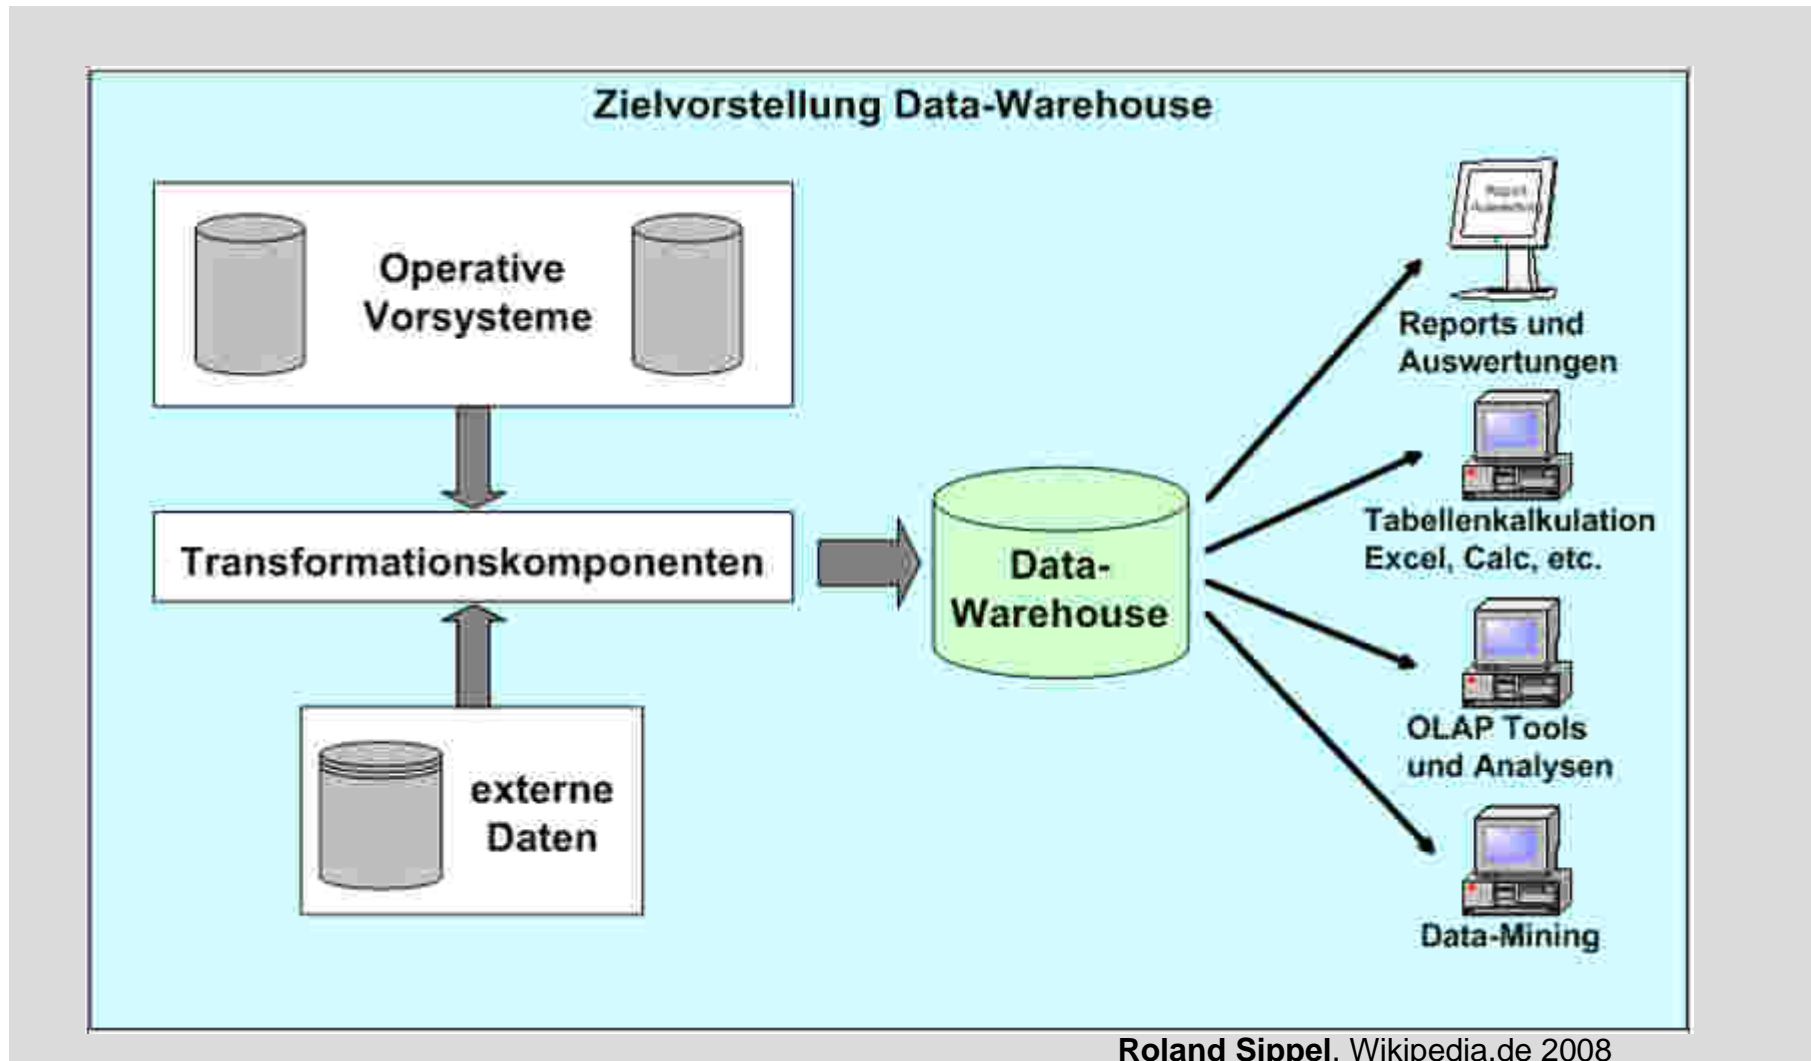 Zielvorstellung Data-Warehouse
Operative
Vorsysteme
Transformationskomponenten
externe
Daten
Data-
Warehouse
Report
Reports und
Auswertungen
Tabellenkalkulation
Excel, Calc, etc.
OLAP Tools
und Analysen
Data-Mining
Roland Sippel, Wikipedia.de 2008